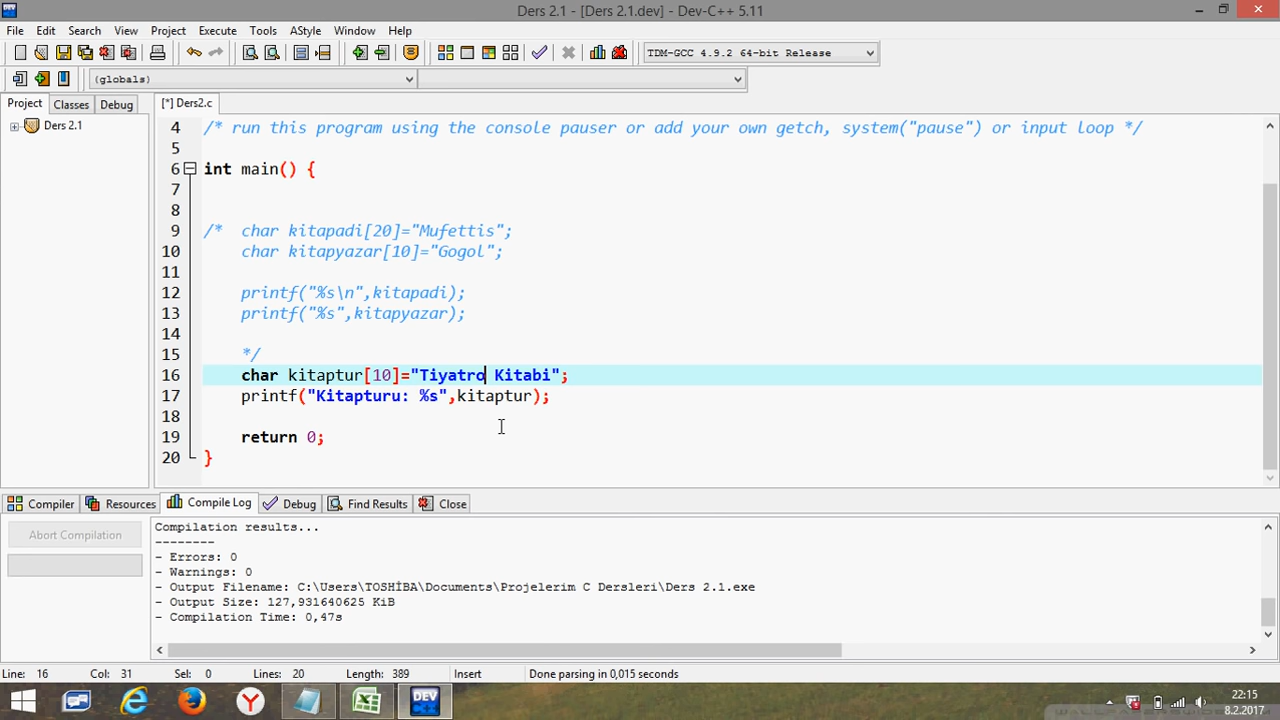 Ders 2.1 - [Ders 2.1.dev] - Dev-C++ 5.11
File Edit Search View Project Execute Tools AStyle Window Help
TDM-GCC 4.9.2 64-bit Release
(globals)
Project Classes Debug
[*] Ders2.c
Ders 2.1
4 /* run this program using the console pauser or add your own getch, system("pause") or input loop */
5
6 int main() {
7
8
9 /* char kitapadi[20]="Mufettis";
10 char kitapyazar[10]="Gogol";
11
12 printf("%s\n",kitapadi);
13 printf("%s",kitapyazar);
14
15 */
16 char kitaptur[10]="Tiyatro Kitabi";
17 printf("Kitapturu: %s",kitaptur);
18
19 return 0;
20 }
Compiler Resources Compile Log Debug Find Results Close
Abort Compilation
Compilation results...
--------
- Errors: 0
- Warnings: 0
- Output Filename: C:\Users\TOSHİBA\Documents\Projelerim C Dersleri\Ders 2.1.exe
- Output Size: 127,931640625 KiB
- Compilation Time: 0,47s
Line: 16 Col: 31 Sel: 0 Lines: 20 Length: 389 Insert Done parsing in 0,015 seconds
DEV
22:15
8.2.2017